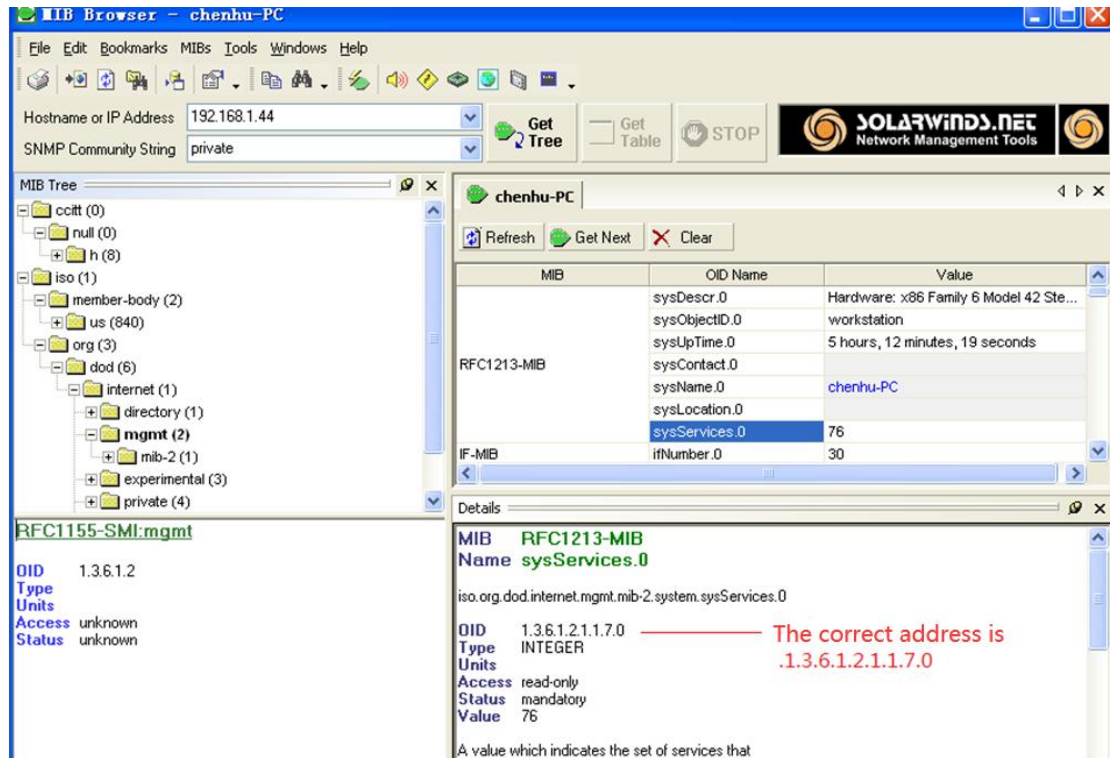 MIB Browser - chenhu-PC
File Edit Bookmarks MIBs Tools Windows Help
Hostname or IP Address 192.168.1.44
SNMP Community String private
Get Tree
Get Table
STOP
SOLARWINDS.NET
Network Management Tools
MIB Tree
ccitt (0)
null (0)
h (8)
iso (1)
member-body (2)
us (840)
org (3)
dod (6)
internet (1)
directory (1)
mgmt (2)
mib-2 (1)
experimental (3)
private (4)
RFC1155-SMI:mgmt
OID 1.3.6.1.2
Type
Units
Access unknown
Status unknown
chenhu-PC
Refresh Get Next Clear
MIB OID Name Value
sysDescr.0 Hardware: x86 Family 6 Model 42 Ste...
sysObjectID.0 workstation
sysUpTime.0 5 hours, 12 minutes, 19 seconds
RFC1213-MIB sysContact.0
sysName.0 chenhu-PC
sysLocation.0
sysServices.0 76
IF-MIB ifNumber.0 30
Details
MIB RFC1213-MIB
Name sysServices.0
iso.org.dod.internet.mgmt.mib-2.system.sysServices.0
OID 1.3.6.1.2.1.1.7.0
Type INTEGER
Units
Access read-only
Status mandatory
Value 76
A value which indicates the set of services that
The correct address is
.1.3.6.1.2.1.1.7.0